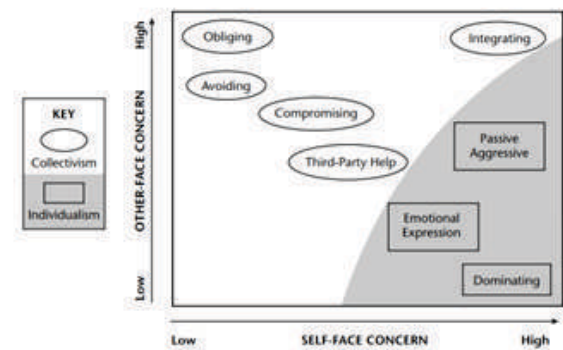 KEY
Collectivism
Individualism
High
OTHER-FACE CONCERN
Low
Obliging
Integrating
Avoiding
Compromising
Third-Party Help
Passive
Aggressive
Emotional
Expression
Dominating
Low
SELF-FACE CONCERN
High